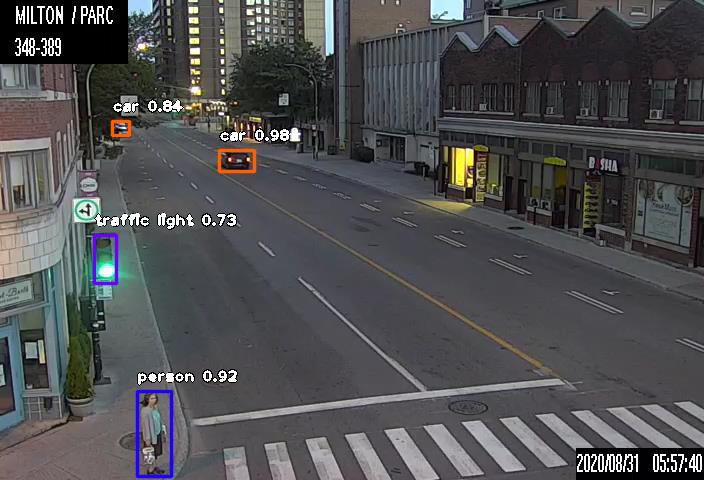 MILTON / PARC
348-389
car 0.84
car 0.98
traffic light 0.73
person 0.92
BASHA
2020/08/31 05:57:40